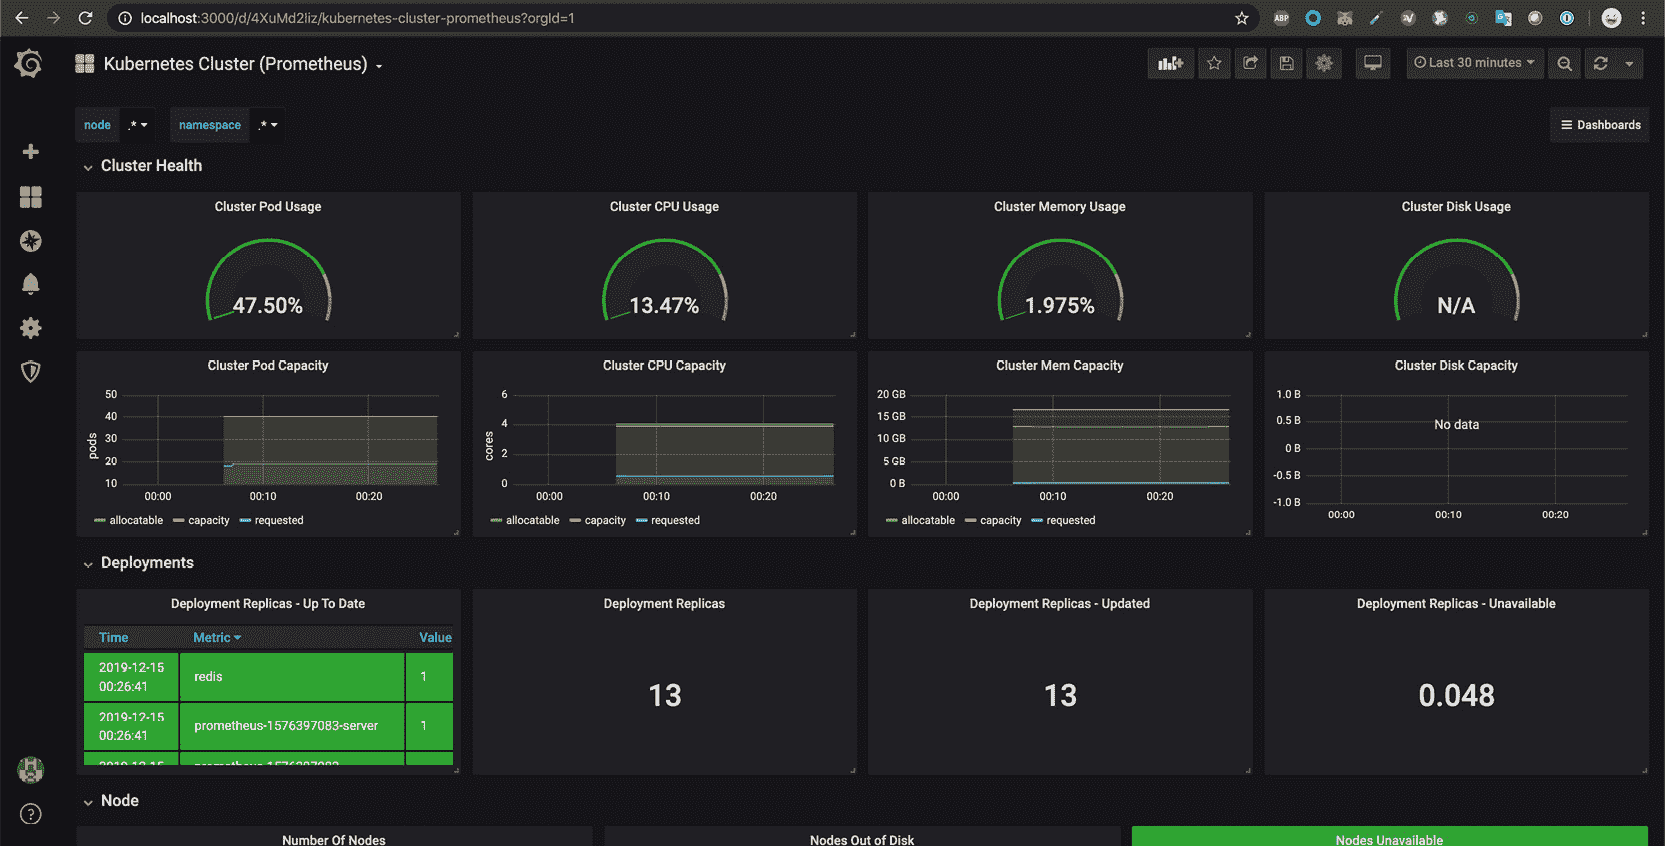 localhost:3000/d/4XuMd2liz/kubernetes-cluster-prometheus?orgId=1
ABP
Kubernetes Cluster (Prometheus)
Last 30 minutes
node .* namespace .*
Dashboards
Cluster Health
Cluster Pod Usage
47.50%
Cluster CPU Usage
13.47%
Cluster Memory Usage
1.975%
Cluster Disk Usage
N/A
Cluster Pod Capacity
50
40
30
20
10
pods
00:00 00:10 00:20
allocatable capacity requested
Cluster CPU Capacity
6
4
2
0
cores
00:00 00:10 00:20
allocatable capacity requested
Cluster Mem Capacity
20 GB
15 GB
10 GB
5 GB
0 B
00:00 00:10 00:20
allocatable capacity requested
Cluster Disk Capacity
1.0 B
0.5 B
0 B
-0.5 B
-1.0 B
No data
00:00 00:10 00:20
Deployments
Deployment Replicas - Up To Date
Time Metric Value
2019-12-15
00:26:41 redis 1
2019-12-15
00:26:41 prometheus-1576397083-server 1
2019-12-15 prometheus-1576397083-
Deployment Replicas
13
Deployment Replicas - Updated
13
Deployment Replicas - Unavailable
0.048
Node
Number Of Nodes
Nodes Out of Disk
Nodes Unavailable